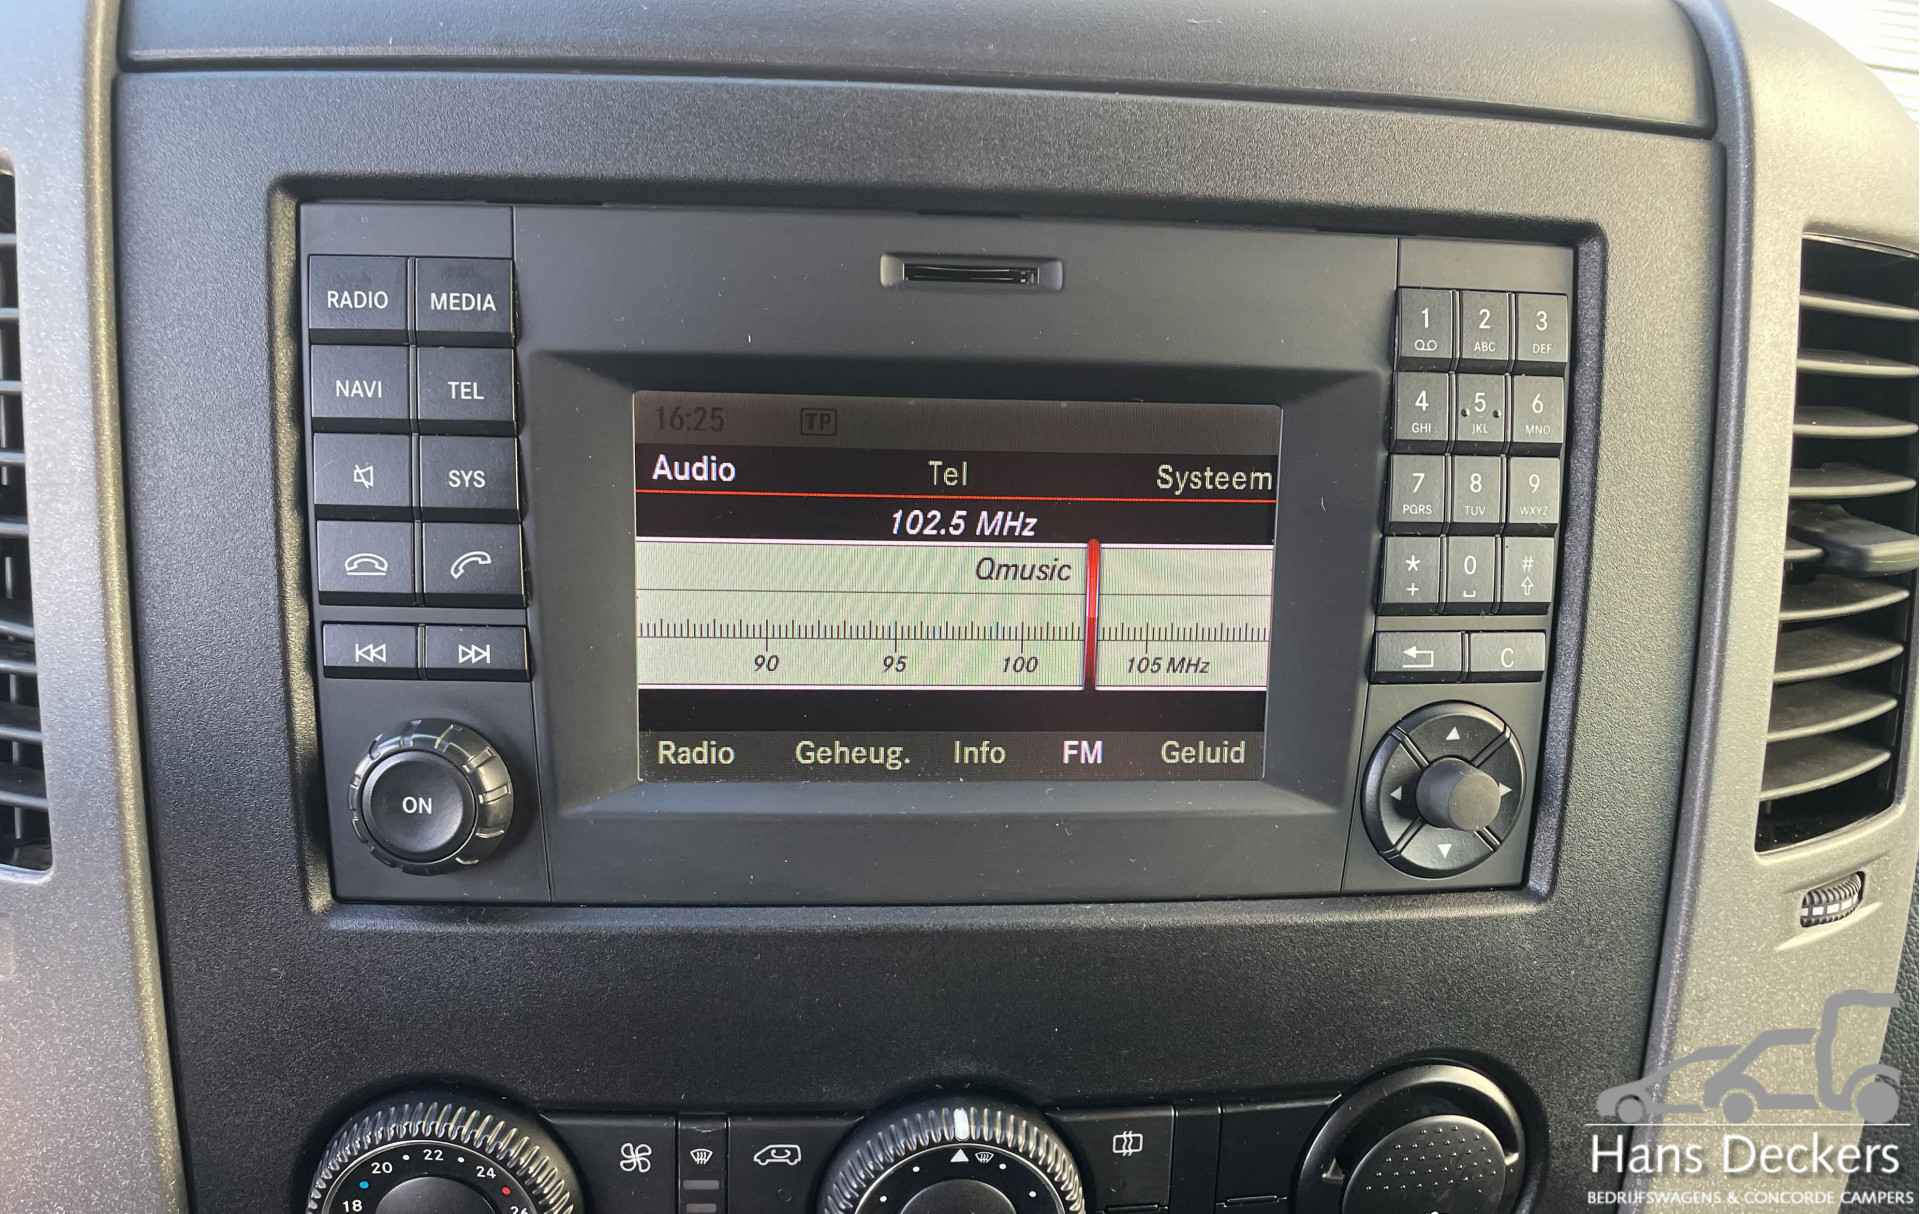 RADIO MEDIA
NAVI TEL
SYS
ON
16:25 TP
Audio Tel Systeem
102.5 MHz
Qmusic
90 95 100 105 MHz
Radio Geheug. Info FM Geluid
1 2 ABC 3 DEF
4 GHI 5 JKL 6 MNO
7 PQRS 8 TUV 9 WXYZ
* + 0 #
C
18 20 22 24 26
Hans Deckers
BEDRIJFSWAGENS & CONCORDE CAMPERS